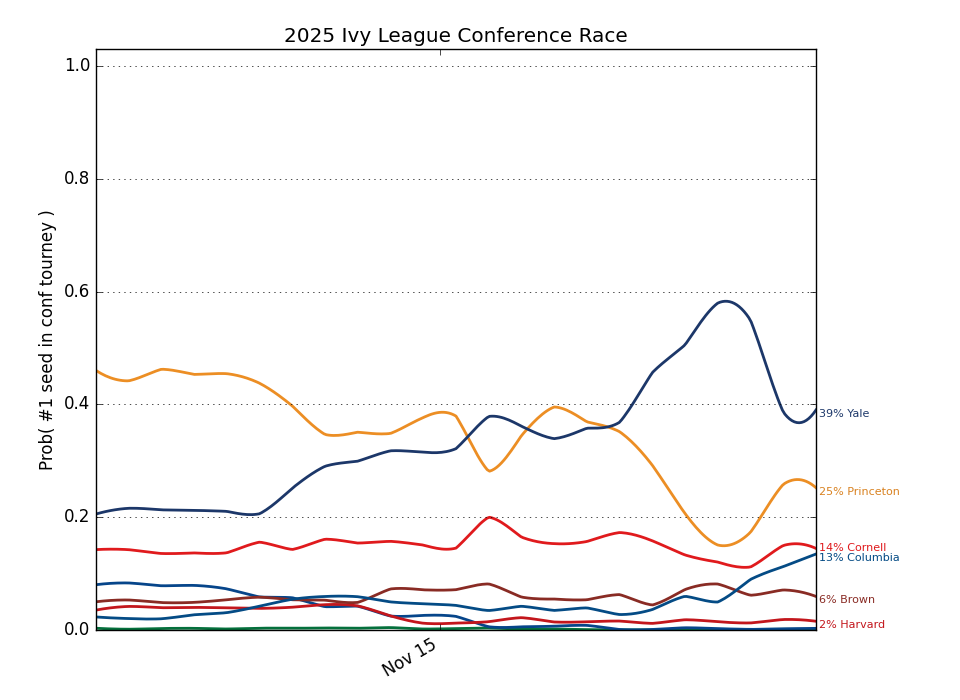 2025 Ivy League Conference Race
Prob( #1 seed in conf tourney )
1.0
0.8
0.6
0.4
0.2
0.0
Nov 15
39% Yale
25% Princeton
14% Cornell
13% Columbia
6% Brown
2% Harvard